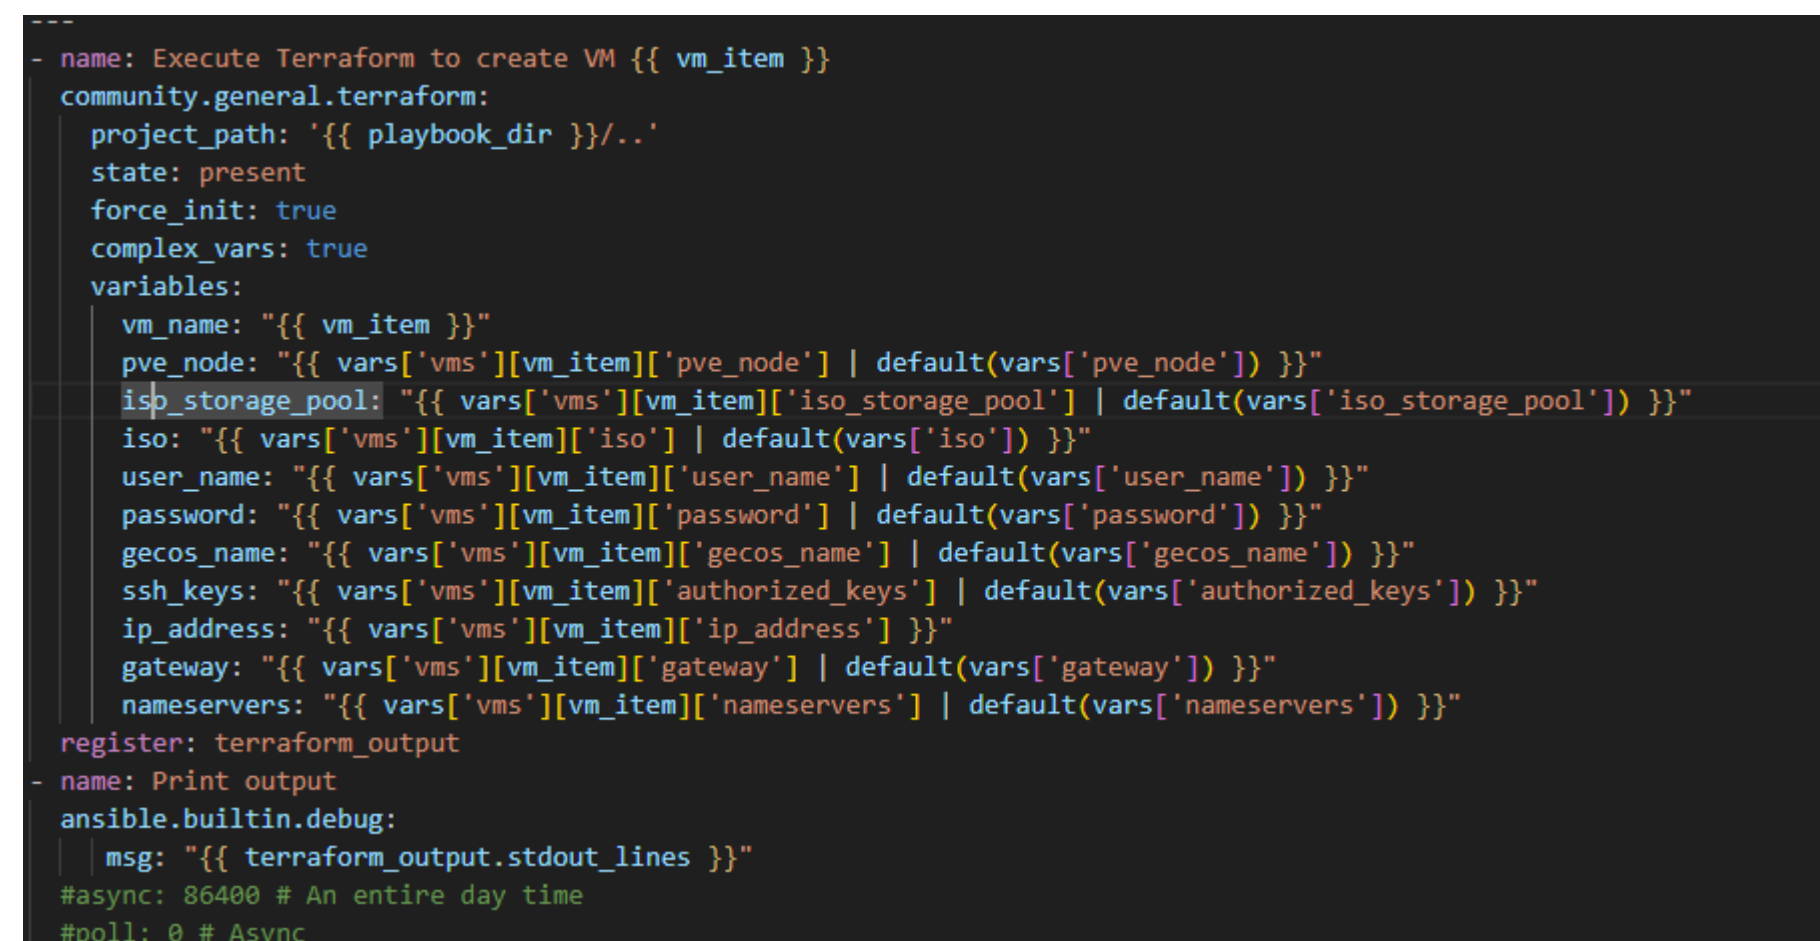 ---
- name: Execute Terraform to create VM {{ vm_item }}
  community.general.terraform:
    project_path: '{{ playbook_dir }}/..'
    state: present
    force_init: true
    complex_vars: true
    variables:
      vm_name: "{{ vm_item }}"
      pve_node: "{{ vars['vms'][vm_item]['pve_node'] | default(vars['pve_node']) }}"
      iso_storage_pool: "{{ vars['vms'][vm_item]['iso_storage_pool'] | default(vars['iso_storage_pool']) }}"
      iso: "{{ vars['vms'][vm_item]['iso'] | default(vars['iso']) }}"
      user_name: "{{ vars['vms'][vm_item]['user_name'] | default(vars['user_name']) }}"
      password: "{{ vars['vms'][vm_item]['password'] | default(vars['password']) }}"
      gecos_name: "{{ vars['vms'][vm_item]['gecos_name'] | default(vars['gecos_name']) }}"
      ssh_keys: "{{ vars['vms'][vm_item]['authorized_keys'] | default(vars['authorized_keys']) }}"
      ip_address: "{{ vars['vms'][vm_item]['ip_address'] }}"
      gateway: "{{ vars['vms'][vm_item]['gateway'] | default(vars['gateway']) }}"
      nameservers: "{{ vars['vms'][vm_item]['nameservers'] | default(vars['nameservers']) }}"
  register: terraform_output
- name: Print output
  ansible.builtin.debug:
     msg: "{{ terraform_output.stdout_lines }}"
  #async: 86400 # An entire day time
  #poll: 0 # Async